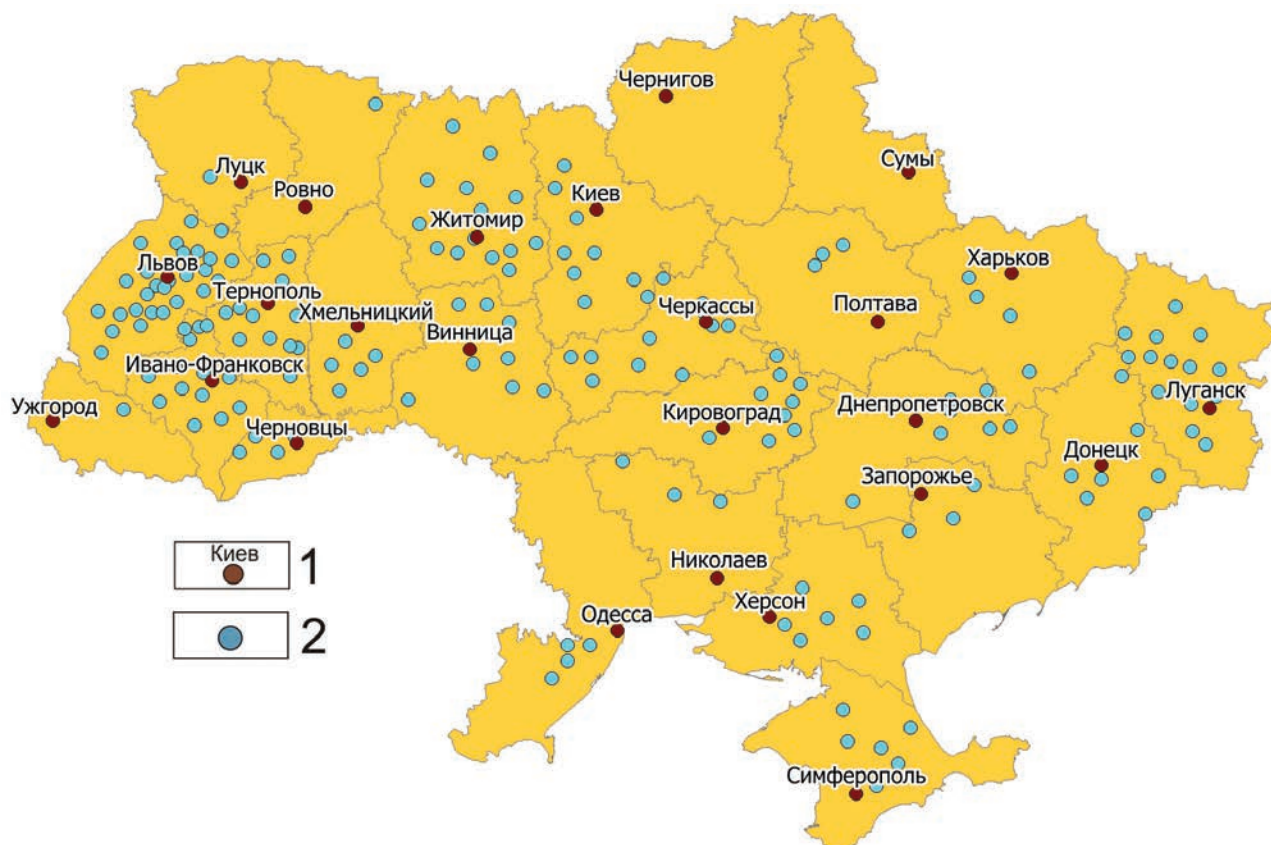 Чернигов
Сумы
Луцк
Ровно
Киев
Житомир
Харьков
Львов
Тернополь
Хмельницкий
Черкассы
Полтава
Винница
Ивано-Франковск
Ужгород
Кировоград
Днепропетровск
Луганск
Черновцы
Донецк
Запорожье
Киев 1
Николаев
Херсон
Одесса
2
Симферополь